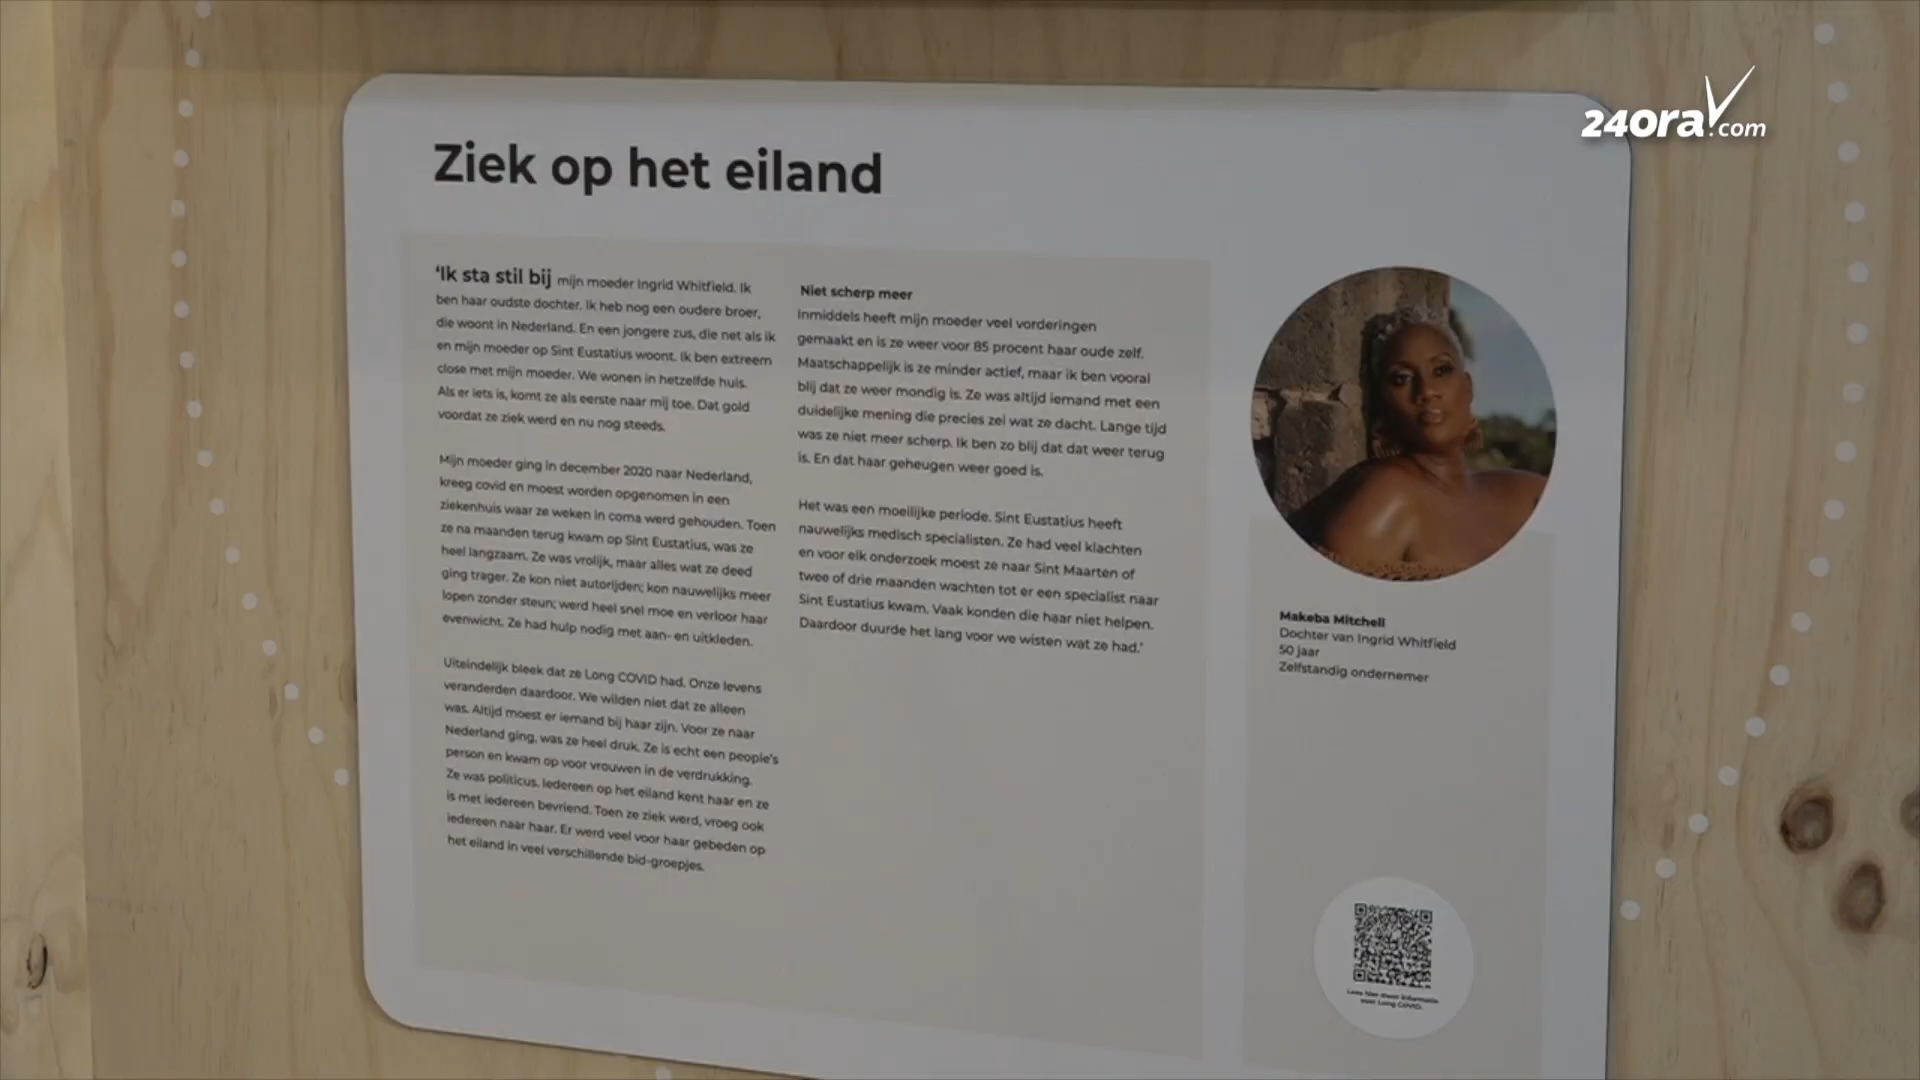 24ora.com
Ziek op het eiland
‘Ik sta stil bij mijn moeder Ingrid Whitfield. Ik
ben haar oudste dochter. Ik heb nog een oudere broer,
die woont in Nederland. En een jongere zus, die net als ik
en mijn moeder op Sint Eustatius woont. Ik ben extreem
close met mijn moeder. We wonen in hetzelfde huis.
Als er iets is, komt ze als eerste naar mij toe. Dat gold
voordat ze ziek werd en nu nog steeds.
Mijn moeder ging in december 2020 naar Nederland,
kreeg covid en moest worden opgenomen in een
ziekenhuis waar ze weken in coma werd gehouden. Toen
ze na maanden terug kwam op Sint Eustatius, was ze
heel langzaam. Ze was vrolijk, maar alles wat ze deed
ging trager. Ze kon niet autorijden; kon nauwelijks meer
lopen zonder steun; werd heel snel moe en verloor haar
evenwicht. Ze had hulp nodig met aan- en uitkleden.
Uiteindelijk bleek dat ze Long COVID had. Onze levens
veranderden daardoor. We wilden niet dat ze alleen
was. Altijd moest er iemand bij haar zijn. Voor ze naar
Nederland ging, was ze heel druk. Ze is echt een people's
person en kwam op voor vrouwen in de verdrukking.
Ze was politicus. Iedereen op het eiland kent haar en ze
is met iedereen bevriend. Toen ze ziek werd, vroeg ook
iedereen naar haar. Er werd veel voor haar gebeden op
het eiland in veel verschillende bid-groepjes.
Niet scherp meer
Inmiddels heeft mijn moeder veel vorderingen
gemaakt en is ze weer voor 85 procent haar oude zelf.
Maatschappelijk is ze minder actief, maar ik ben vooral
blij dat ze weer mondig is. Ze was altijd iemand met een
duidelijke mening die precies zei wat ze dacht. Lange tijd
was ze niet meer scherp. Ik ben zo blij dat dat weer terug
is. En dat haar geheugen weer goed is.
Het was een moeilijke periode. Sint Eustatius heeft
nauwelijks medisch specialisten. Ze had veel klachten
en voor elk onderzoek moest ze naar Sint Maarten of
twee of drie maanden wachten tot er een specialist naar
Sint Eustatius kwam. Vaak konden die haar niet helpen.
Daardoor duurde het lang voor we wisten wat ze had.’
Makeba Mitchell
Dochter van Ingrid Whitfield
50 jaar
Zelfstandig ondernemer
Lees hier meer informatie
over Long COVID.